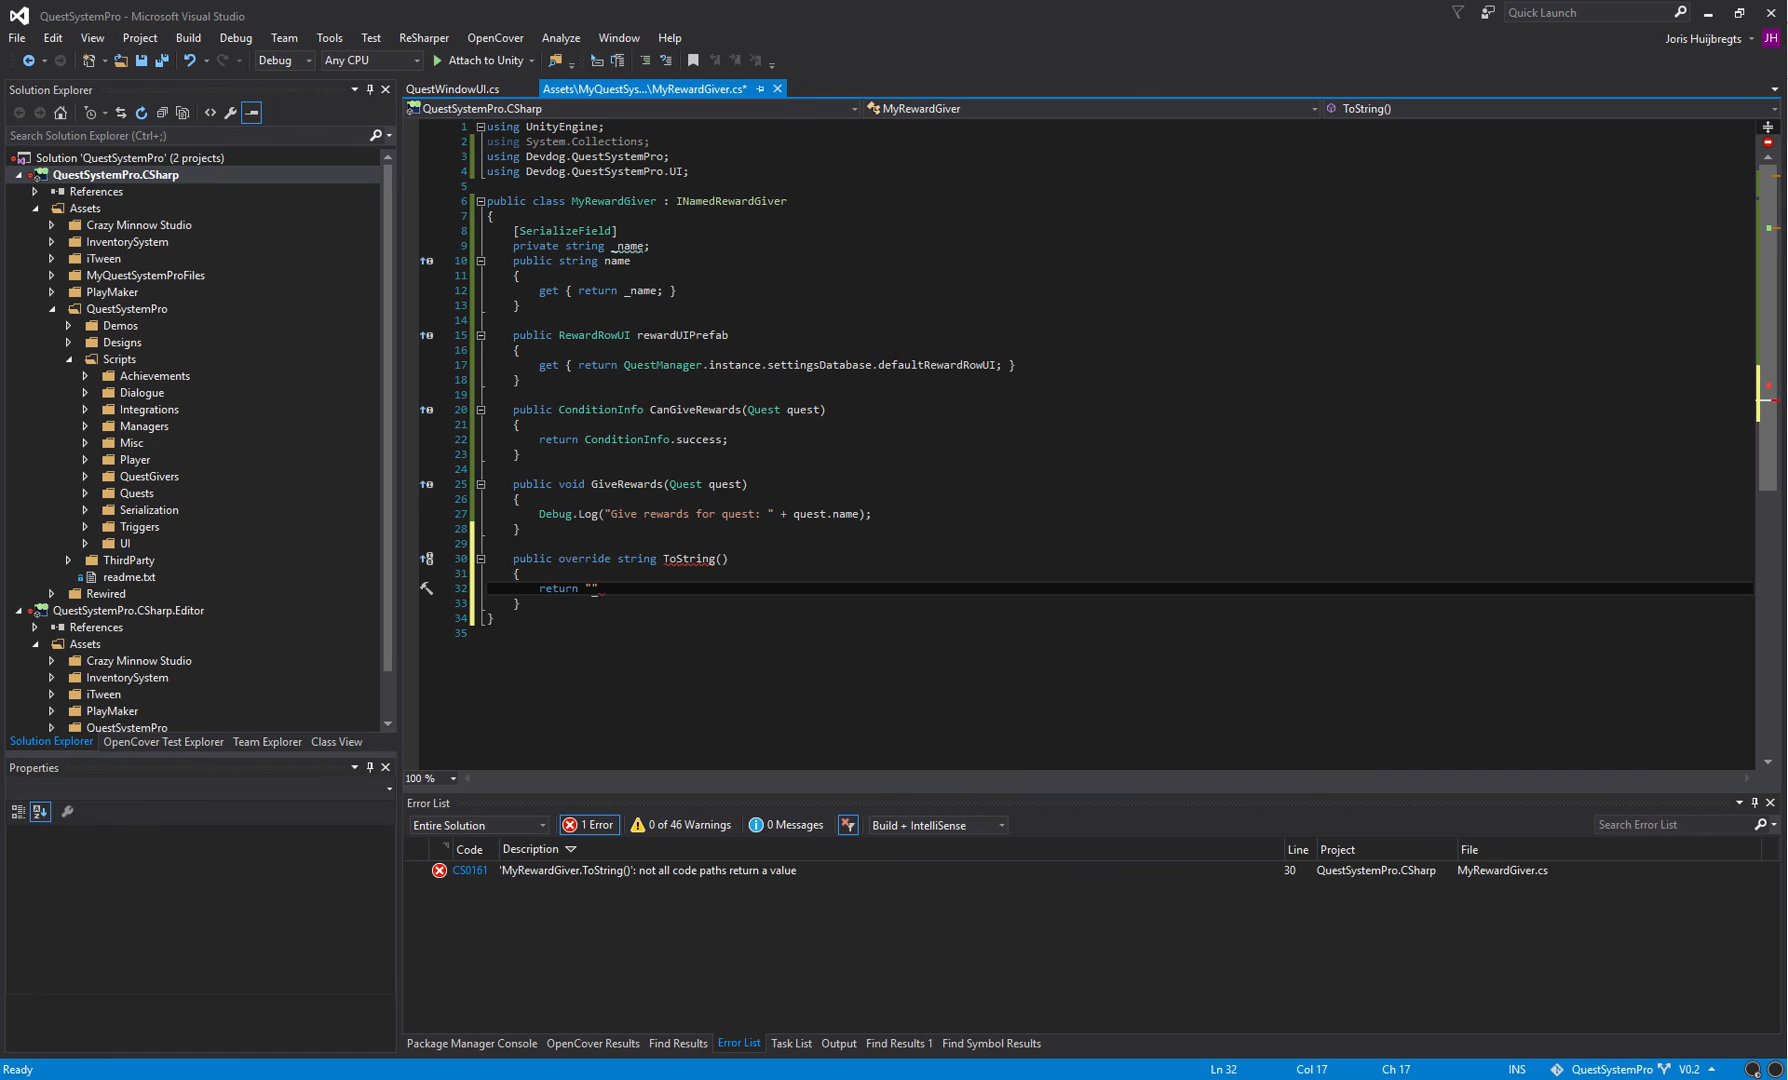 QuestSystemPro - Microsoft Visual Studio
Quick Launch
File Edit View Project Build Debug Team Tools Test ReSharper OpenCover Analyze Window Help
Joris Huijbregts JH
Debug Any CPU Attach to Unity
Solution Explorer
Search Solution Explorer (Ctrl+;)
Solution 'QuestSystemPro' (2 projects)
QuestSystemPro.CSharp
References
Assets
Crazy Minnow Studio
InventorySystem
iTween
MyQuestSystemProFiles
PlayMaker
QuestSystemPro
Demos
Designs
Scripts
Achievements
Dialogue
Integrations
Managers
Misc
Player
QuestGivers
Quests
Serialization
Triggers
UI
ThirdParty
readme.txt
Rewired
QuestSystemPro.CSharp.Editor
References
Assets
Crazy Minnow Studio
InventorySystem
iTween
PlayMaker
QuestSystemPro
Solution Explorer OpenCover Test Explorer Team Explorer Class View
Properties
QuestWindowUI.cs Assets\MyQuestSys...\MyRewardGiver.cs*
QuestSystemPro.CSharp MyRewardGiver ToString()
1 using UnityEngine;
2 using System.Collections;
3 using Devdog.QuestSystemPro;
4 using Devdog.QuestSystemPro.UI;
5
6 public class MyRewardGiver : INamedRewardGiver
7 {
8 [SerializeField]
9 private string _name;
10 public string name
11 {
12 get { return _name; }
13 }
14
15 public RewardRowUI rewardUIPrefab
16 {
17 get { return QuestManager.instance.settingsDatabase.defaultRewardRowUI; }
18 }
19
20 public ConditionInfo CanGiveRewards(Quest quest)
21 {
22 return ConditionInfo.success;
23 }
24
25 public void GiveRewards(Quest quest)
26 {
27 Debug.Log("Give rewards for quest: " + quest.name);
28 }
29
30 public override string ToString()
31 {
32 return ""
33 }
34 }
35
100 %
Error List
Entire Solution 1 Error 0 of 46 Warnings 0 Messages Build + IntelliSense Search Error List
Code Description Line Project File
CS0161 'MyRewardGiver.ToString()': not all code paths return a value 30 QuestSystemPro.CSharp MyRewardGiver.cs
Package Manager Console OpenCover Results Find Results Error List Task List Output Find Results 1 Find Symbol Results
Ready Ln 32 Col 17 Ch 17 INS QuestSystemPro V0.2